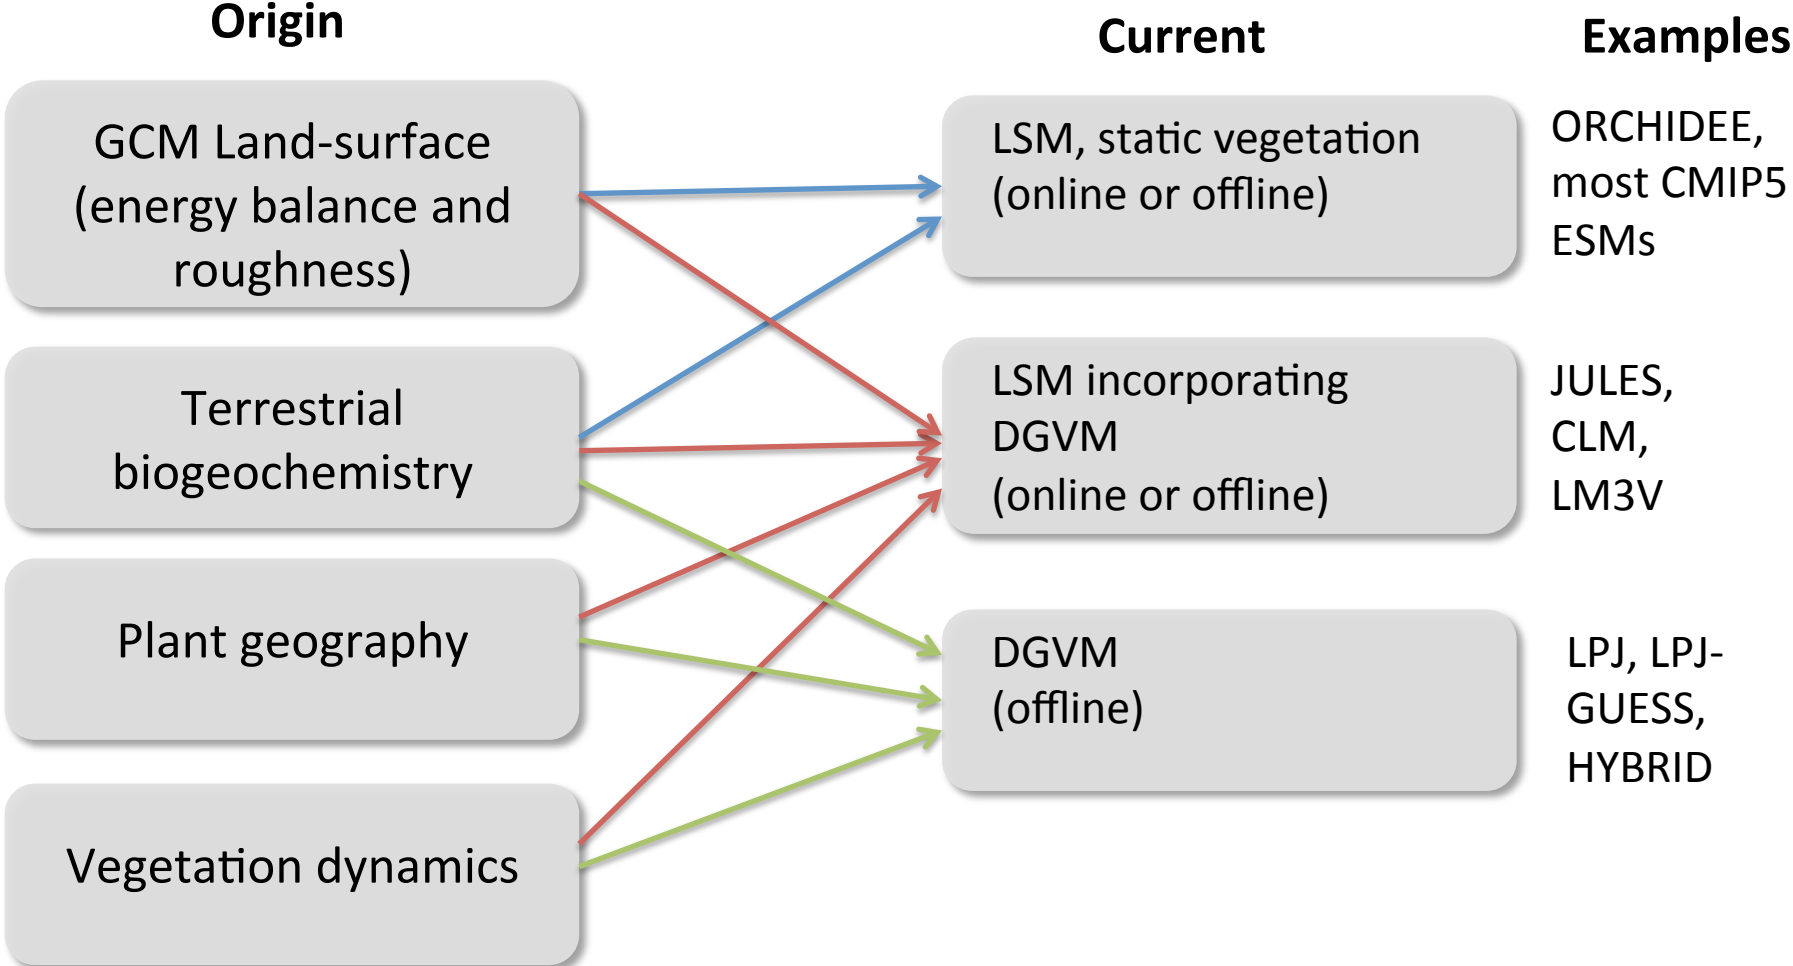 Origin
Current
Examples
GCM Land-surface
(energy balance and
roughness)
LSM, static vegetation
(online or offline)
ORCHIDEE,
most CMIP5
ESMs
Terrestrial
biogeochemistry
LSM incorporating
DGVM
(online or offline)
JULES,
CLM,
LM3V
Plant geography
DGVM
(offline)
LPJ, LPJ-
GUESS,
HYBRID
Vegetation dynamics